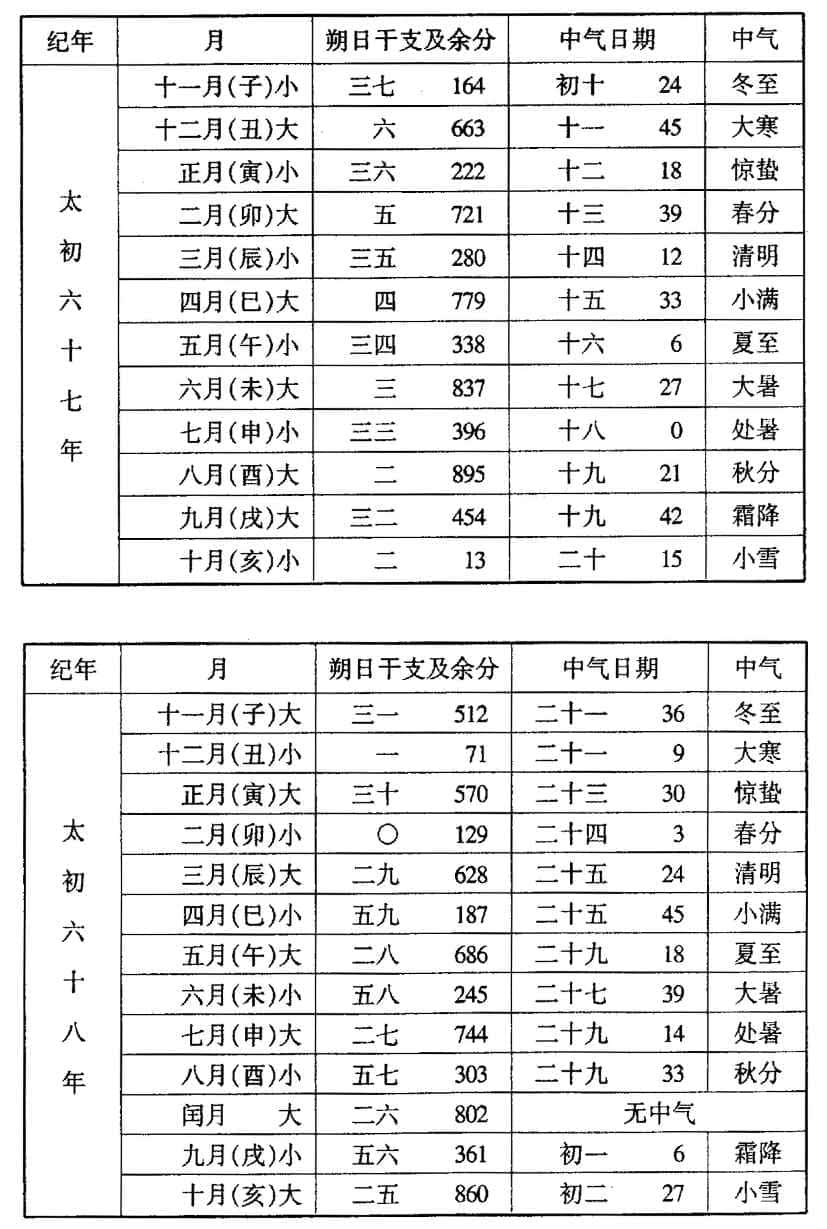 纪年 月 朔日干支及余分 中气日期 中气
太初六十七年
十一月(子)小 三七 164 初十 24 冬至
十二月(丑)大 六 663 十一 45 大寒
正月(寅)小 三六 222 十二 18 惊蛰
二月(卯)大 五 721 十三 39 春分
三月(辰)小 三五 280 十四 12 清明
四月(巳)大 四 779 十五 33 小满
五月(午)小 三四 338 十六 6 夏至
六月(未)大 三 837 十七 27 大暑
七月(申)小 三三 396 十八 0 处暑
八月(酉)大 二 895 十九 21 秋分
九月(戌)大 三二 454 十九 42 霜降
十月(亥)小 二 13 二十 15 小雪
纪年 月 朔日干支及余分 中气日期 中气
太初六十八年
十一月(子)大 三一 512 二十一 36 冬至
十二月(丑)小 一 71 二十一 9 大寒
正月(寅)大 三十 570 二十三 30 惊蛰
二月(卯)小 〇 129 二十四 3 春分
三月(辰)大 二九 628 二十五 24 清明
四月(巳)小 五九 187 二十五 45 小满
五月(午)大 二八 686 二十九 18 夏至
六月(未)小 五八 245 二十七 39 大暑
七月(申)大 二七 744 二十九 14 处暑
八月(酉)小 五七 303 二十九 33 秋分
闰月 大 二六 802 无中气
九月(戌)小 五六 361 初一 6 霜降
十月(亥)大 二五 860 初二 27 小雪